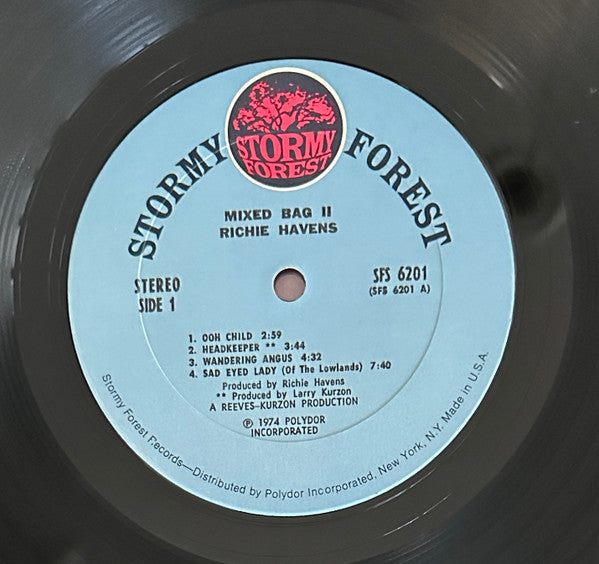 STORMY FOREST
STORMY
FOREST
MIXED BAG II
RICHIE HAVENS
STEREO
SIDE 1
SFS 6201
(SFS 6201 A)
1. OOH CHILD 2:59
2. HEADKEEPER ** 3:44
3. WANDERING ANGUS 4:32
4. SAD EYED LADY (Of The Lowlands) 7:40
Produced by Richie Havens
** Produced by Larry Kurzon
A REEVES-KURZON PRODUCTION
Ⓟ 1974 POLYDOR
INCORPORATED
Stormy Forest Records—Distributed by Polydor Incorporated, New York, N.Y. Made in U.S.A.